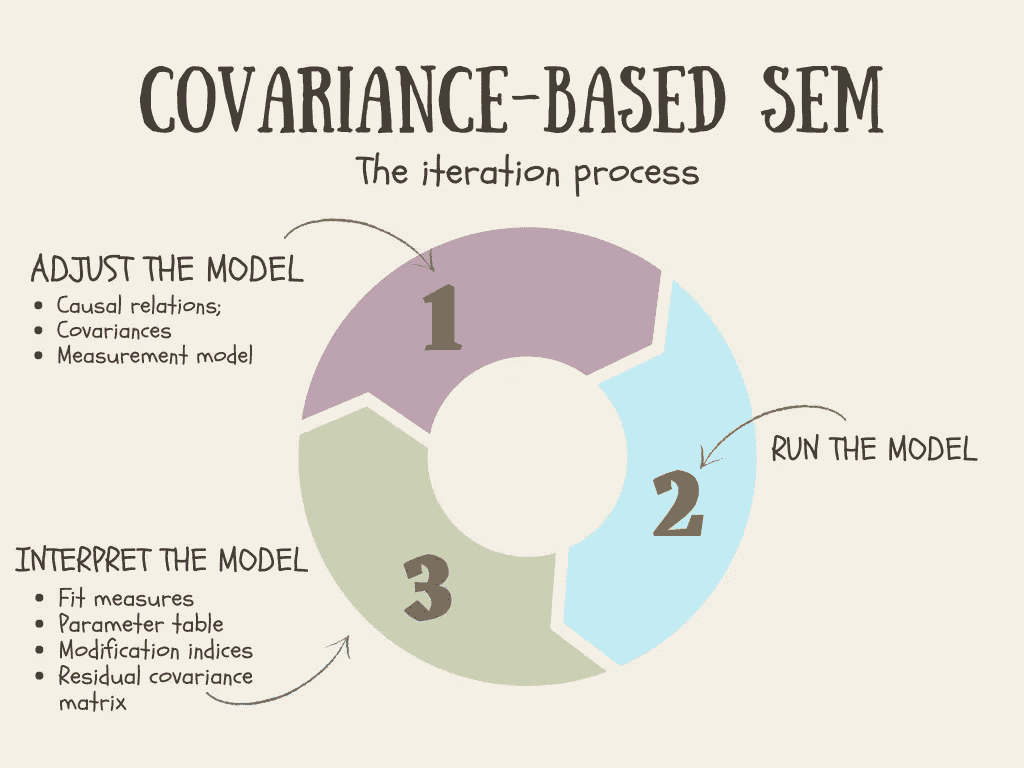 COVARIANCE-BASED SEM
The iteration process
ADJUST THE MODEL
• Causal relations;
• Covariances
• Measurement model
1
RUN THE MODEL
2
INTERPRET THE MODEL
• Fit measures
• Parameter table
• Modification indices
• Residual covariance
matrix
3